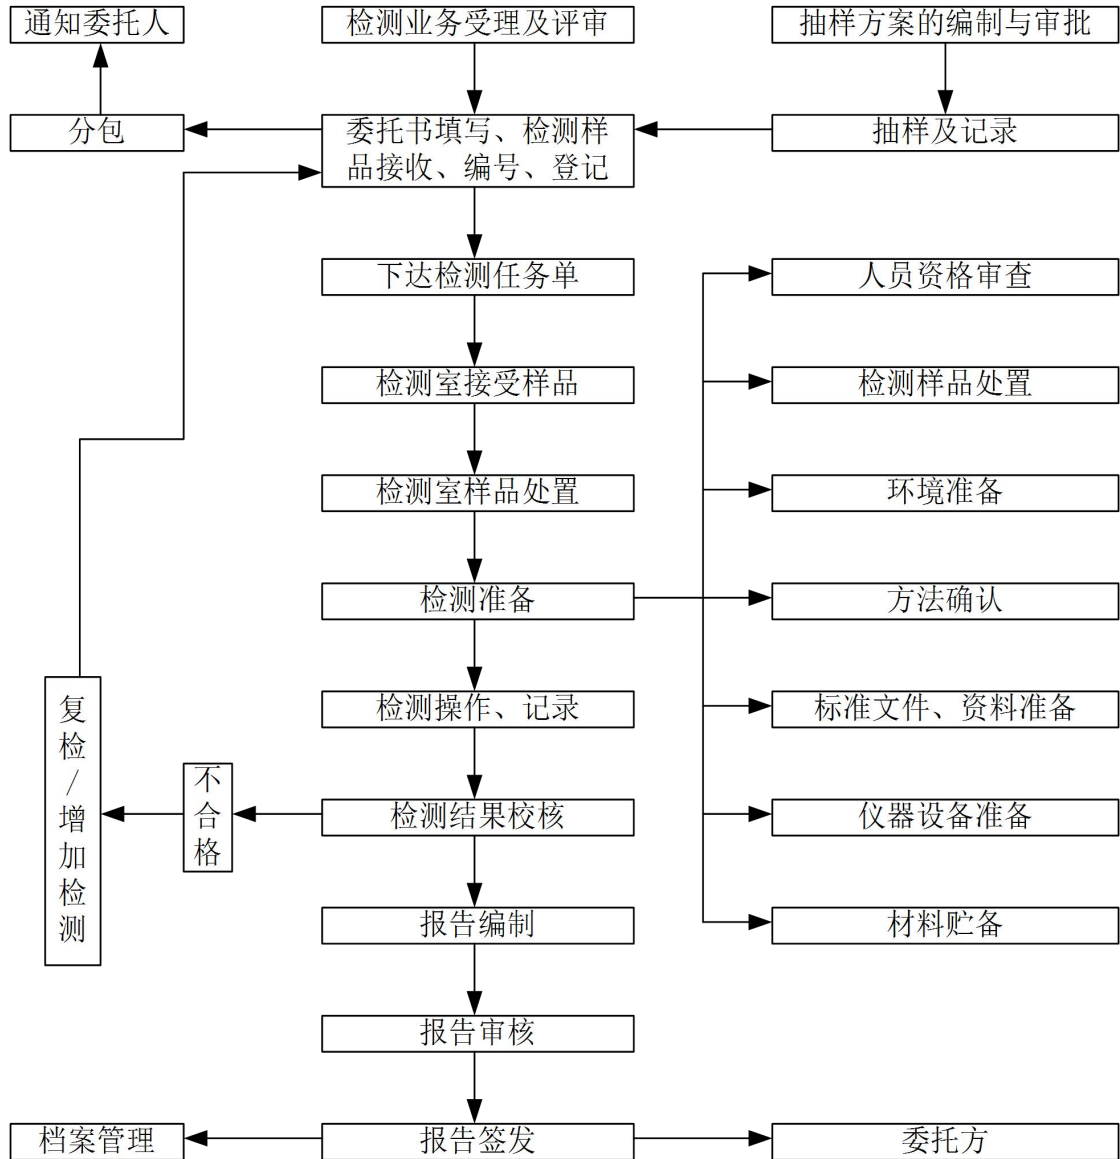 通知委托人
检测业务受理及评审
抽样方案的编制与审批
分包
委托书填写、检测样
品接收、编号、登记
抽样及记录
下达检测任务单
人员资格审查
检测室接受样品
检测样品处置
检测室样品处置
环境准备
检测准备
方法确认
复检/增加检测
检测操作、记录
标准文件、资料准备
不合格
检测结果校核
仪器设备准备
报告编制
材料贮备
报告审核
档案管理
报告签发
委托方